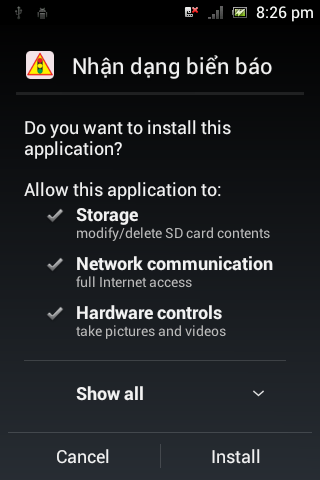 8:26 pm
Nhận dạng biển báo
Do you want to install this
application?
Allow this application to:
Storage
modify/delete SD card contents
Network communication
full Internet access
Hardware controls
take pictures and videos
Show all
Cancel
Install